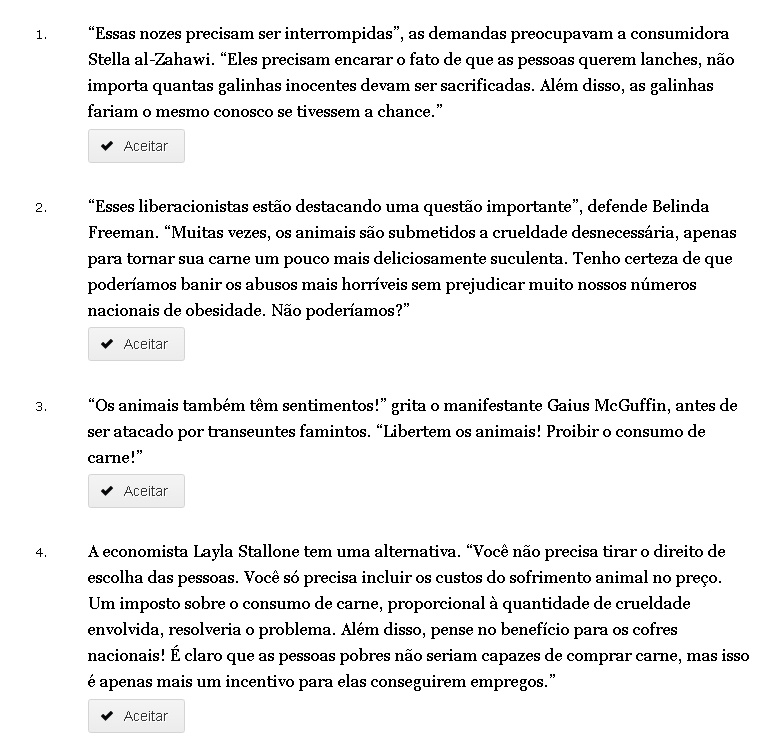 1. “Essas nozes precisam ser interrompidas”, as demandas preocupavam a consumidora
Stella al-Zahawi. “Eles precisam encarar o fato de que as pessoas querem lanches, não
importa quantas galinhas inocentes devam ser sacrificadas. Além disso, as galinhas
fariam o mesmo conosco se tivessem a chance.”
Aceitar
2. “Esses liberacionistas estão destacando uma questão importante”, defende Belinda
Freeman. “Muitas vezes, os animais são submetidos a crueldade desnecessária, apenas
para tornar sua carne um pouco mais deliciosamente suculenta. Tenho certeza de que
poderíamos banir os abusos mais horríveis sem prejudicar muito nossos números
nacionais de obesidade. Não poderíamos?”
Aceitar
3. “Os animais também têm sentimentos!” grita o manifestante Gaius McGuffin, antes de
ser atacado por transeuntes famintos. “Libertem os animais! Proibir o consumo de
carne!”
Aceitar
4. A economista Layla Stallone tem uma alternativa. “Você não precisa tirar o direito de
escolha das pessoas. Você só precisa incluir os custos do sofrimento animal no preço.
Um imposto sobre o consumo de carne, proporcional à quantidade de crueldade
envolvida, resolveria o problema. Além disso, pense no benefício para os cofres
nacionais! É claro que as pessoas pobres não seriam capazes de comprar carne, mas isso
é apenas mais um incentivo para elas conseguirem empregos.”
Aceitar